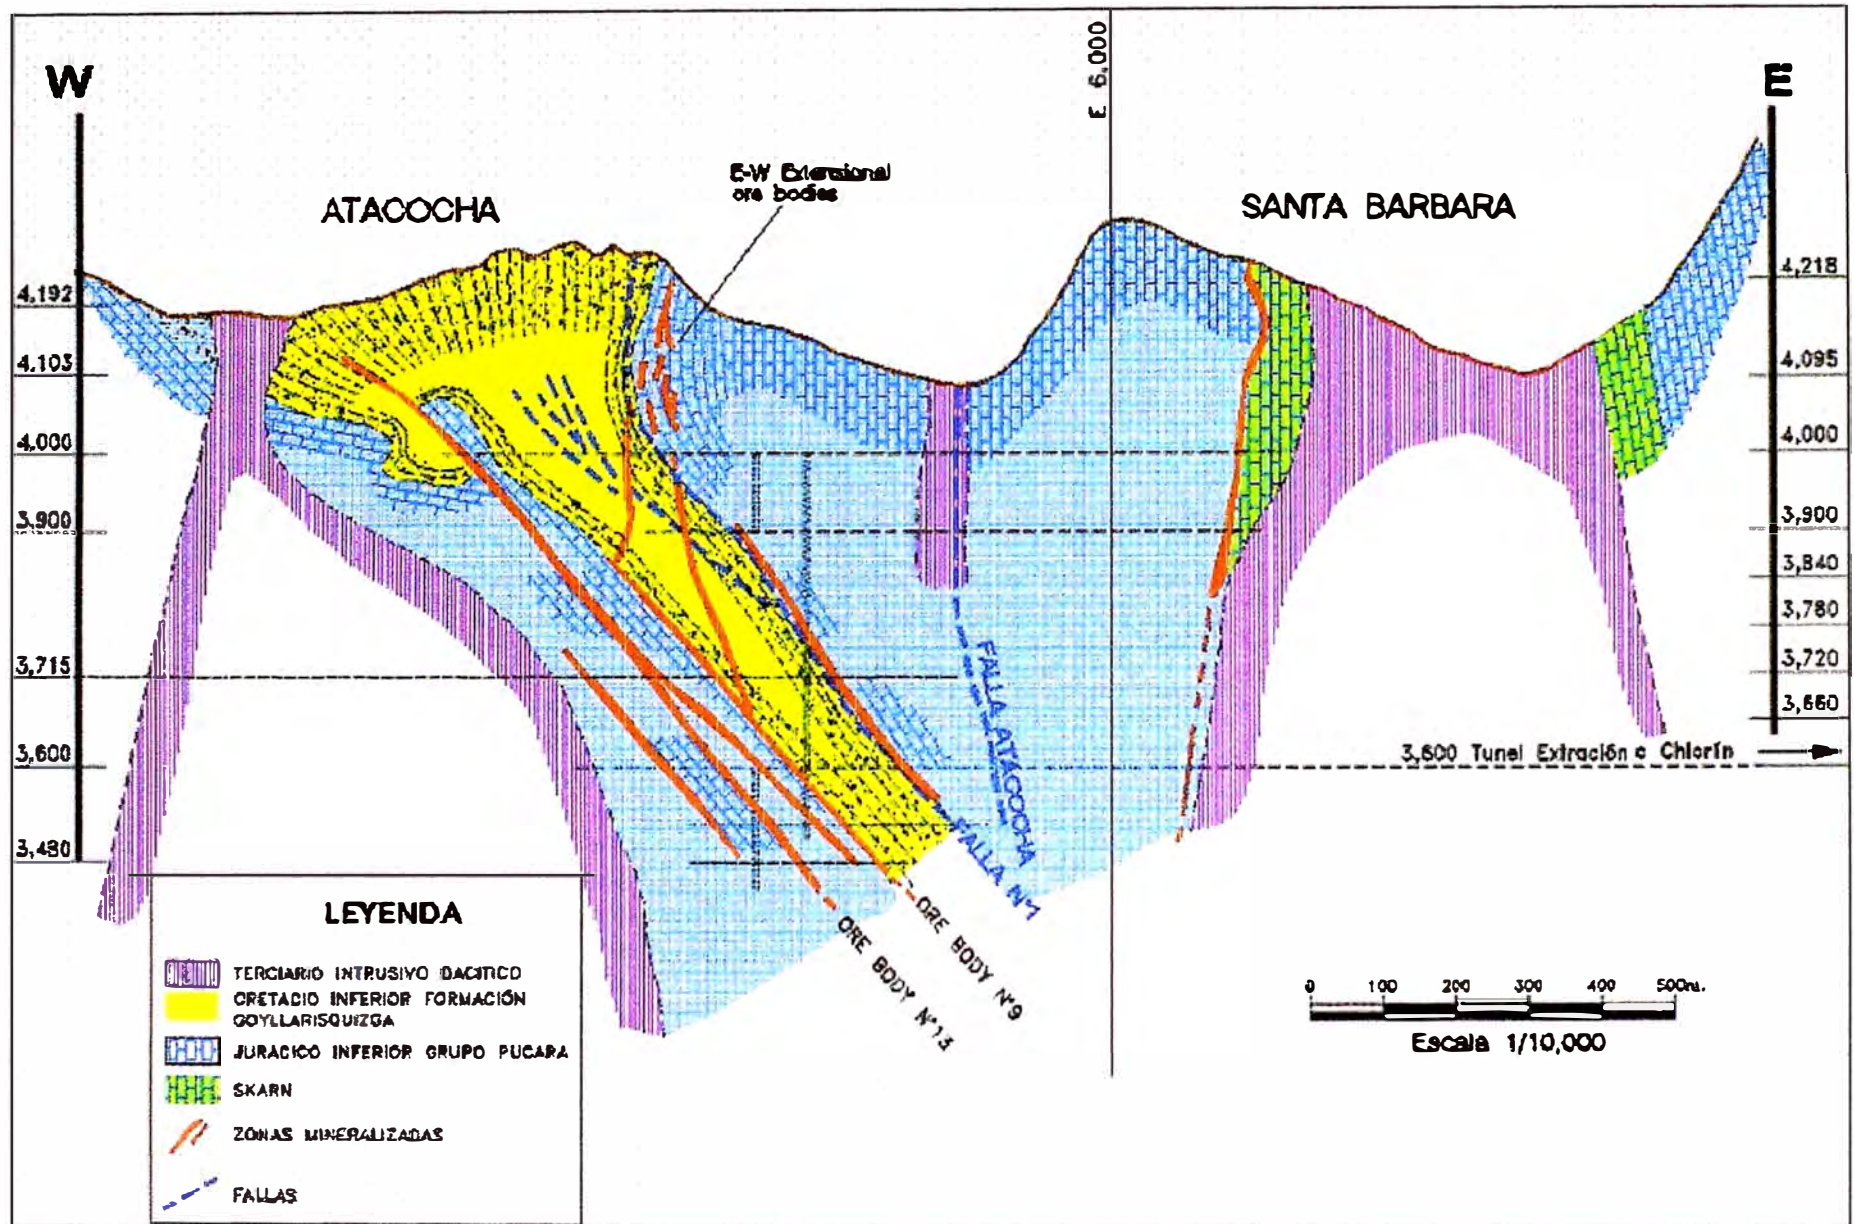 W
E
E 6,000
E-W Extensional
ore bodies
ATACOCHA
SANTA BARBARA
4,192
4,103
4,000
3,900
3,715
3,600
3,480
4,218
4,095
4,000
3,900
3,840
3,780
3,720
3,660
3,600 Tunel Extración a Chlorín
FALLA ATACOCHA
FALLA N°1
ORE BODY N°9
ORE BODY N°13
LEYENDA
TERCIARIO INTRUSIVO DACITICO
CRETACIO INFERIOR FORMACIÓN
GOYLLARISQUIZGA
JURACICO INFERIOR GRUPO PUCARA
SKARN
ZONAS MINERALIZADAS
FALLAS
0 100 200 300 400 500m.
Escala 1/10,000